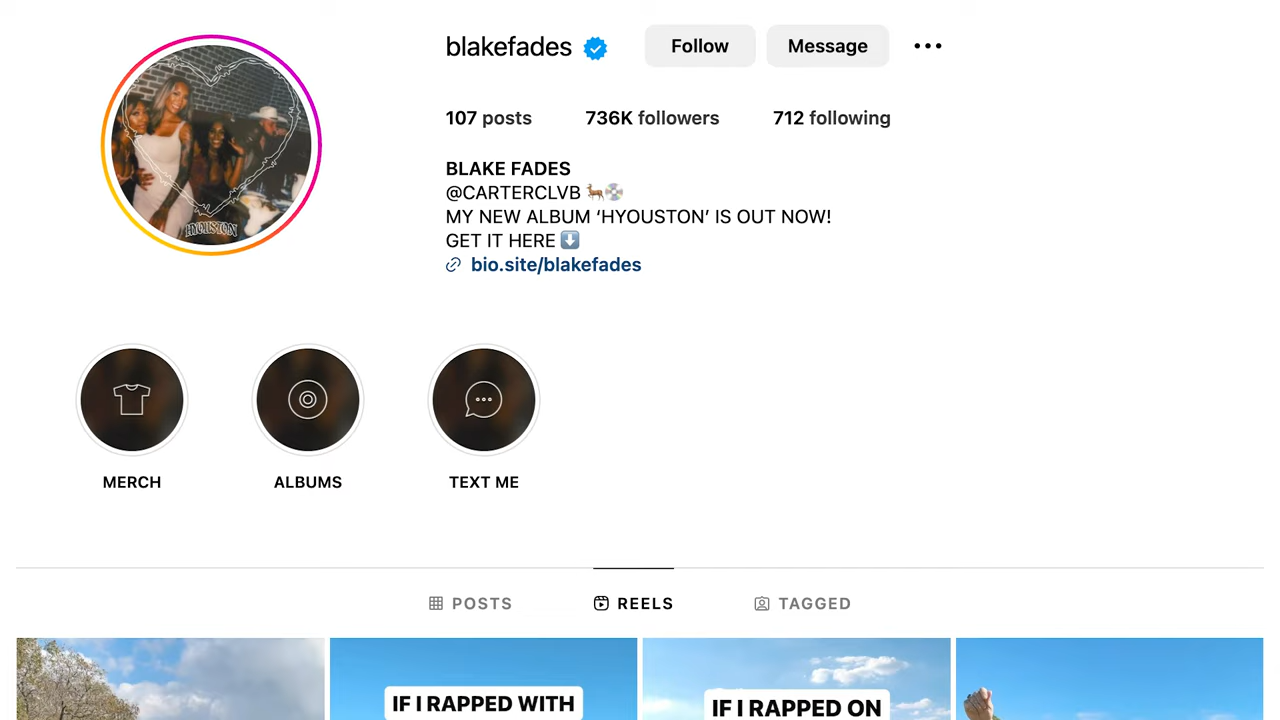 blakefades
Follow
Message
107 posts
736K followers
712 following
BLAKE FADES
@CARTERCLVB 🦌💿
MY NEW ALBUM ‘HYOUSTON’ IS OUT NOW!
GET IT HERE ⬇️
bio.site/blakefades
HYOUSTON
MERCH
ALBUMS
TEXT ME
POSTS
REELS
TAGGED
IF I RAPPED WITH
IF I RAPPED ON